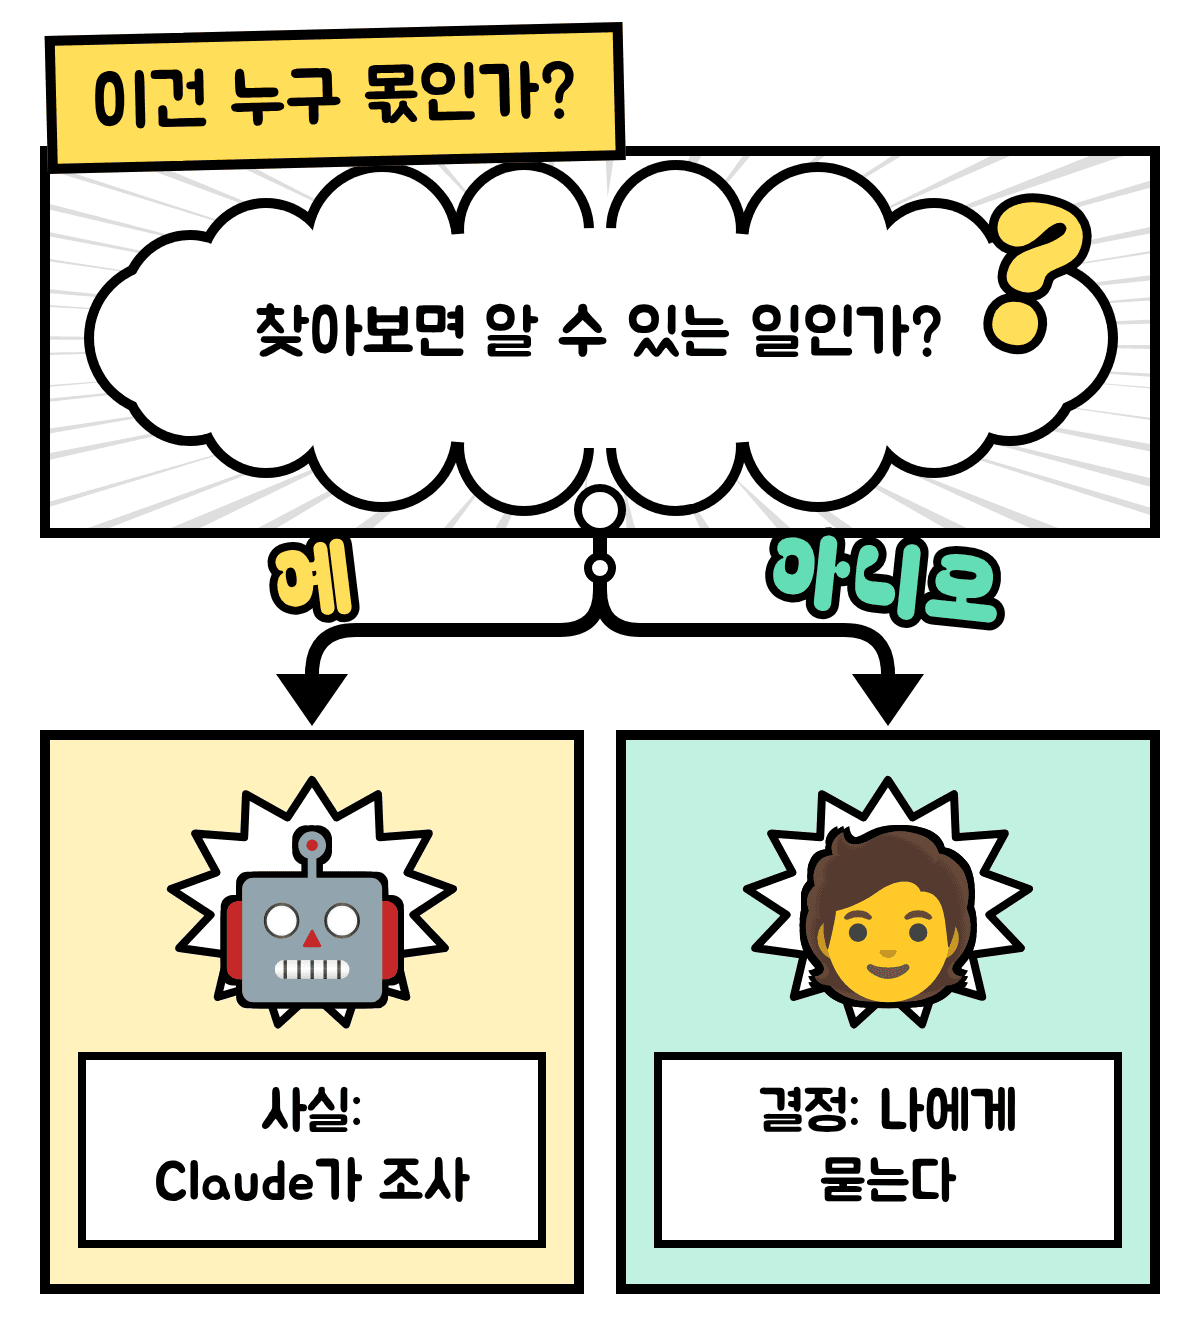 이건 누구 몫인가?
찾아보면 알 수 있는 일인가?
?
예
아니오
사실:
Claude가 조사
결정: 나에게
묻는다